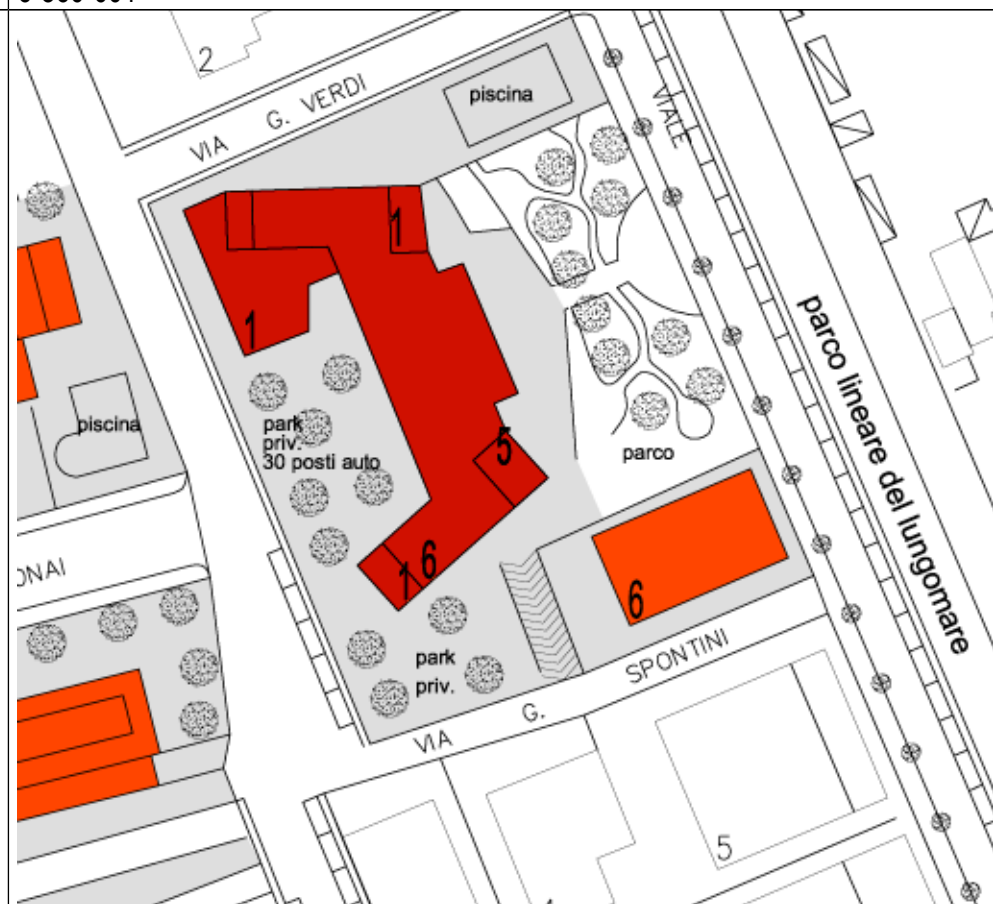 2
VIA G. VERDI
piscina
VIALE
1
1
piscina
park
priv.
30 posti auto
5
parco
parco lineare del lungomare
ONAI
1 6
6
park
priv.
VIA G. SPONTINI
5